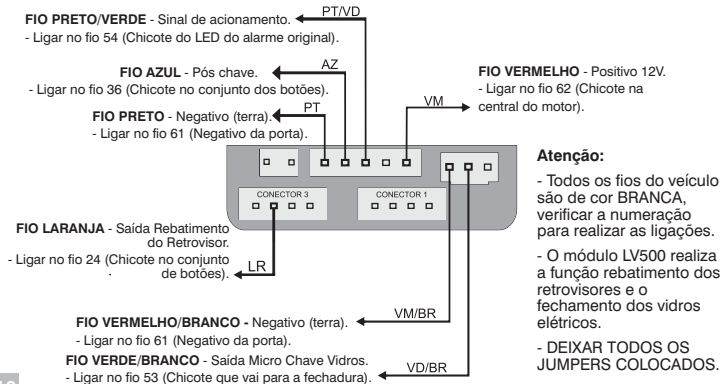 FIO PRETO/VERDE - Sinal de acionamento.
PT/VD
- Ligar no fio 54 (Chicote do LED do alarme original).
FIO AZUL - Pós chave.
AZ
- Ligar no fio 36 (Chicote no conjunto dos botões).
FIO PRETO - Negativo (terra).
PT
- Ligar no fio 61 (Negativo da porta).
FIO VERMELHO - Positivo 12V.
- Ligar no fio 62 (Chicote na
central do motor).
VM
CONECTOR 3
CONECTOR 1
FIO LARANJA - Saída Rebatimento
do Retrovisor.
- Ligar no fio 24 (Chicote no conjunto
de botões).
LR
FIO VERMELHO/BRANCO - Negativo (terra).
VM/BR
- Ligar no fio 61 (Negativo da porta).
FIO VERDE/BRANCO - Saída Micro Chave Vidros.
VD/BR
- Ligar no fio 53 (Chicote que vai para a fechadura).
Atenção:
- Todos os fios do veículo
são de cor BRANCA,
verificar a numeração
para realizar as ligações.
- O módulo LV500 realiza
a função rebatimento dos
retrovisores e o
fechamento dos vidros
elétricos.
- DEIXAR TODOS OS
JUMPERS COLOCADOS.